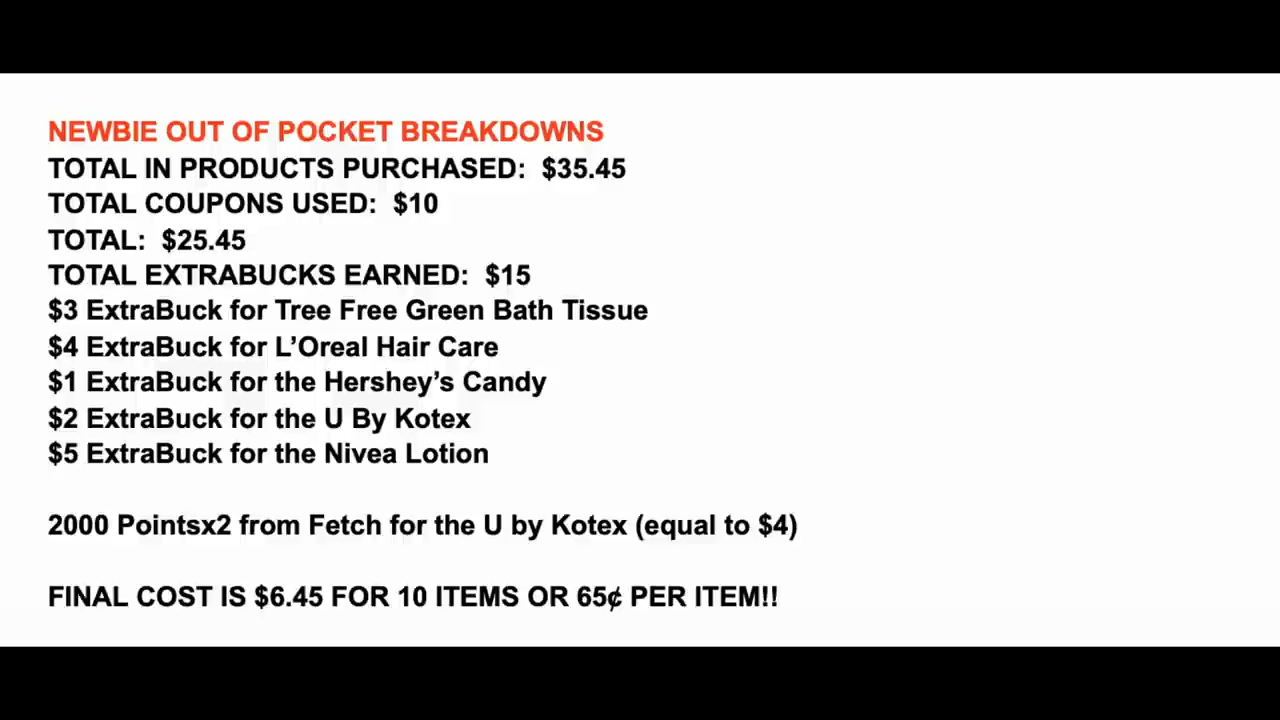 NEWBIE OUT OF POCKET BREAKDOWNS
TOTAL IN PRODUCTS PURCHASED:  $35.45
TOTAL COUPONS USED:  $10
TOTAL:  $25.45
TOTAL EXTRABUCKS EARNED:  $15
$3 ExtraBuck for Tree Free Green Bath Tissue
$4 ExtraBuck for L’Oreal Hair Care
$1 ExtraBuck for the Hershey’s Candy
$2 ExtraBuck for the U By Kotex
$5 ExtraBuck for the Nivea Lotion
2000 Pointsx2 from Fetch for the U by Kotex (equal to $4)
FINAL COST IS $6.45 FOR 10 ITEMS OR 65¢ PER ITEM!!